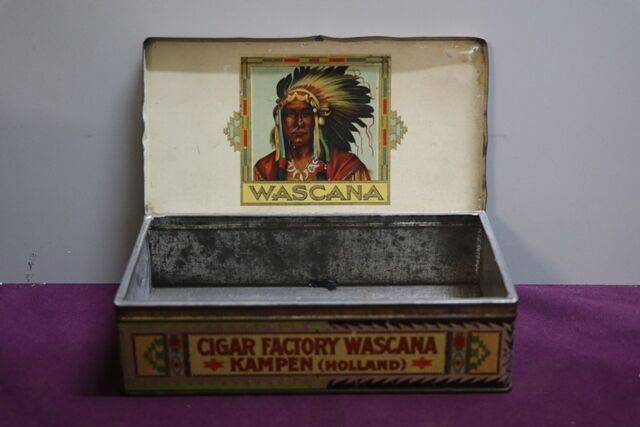 WASCANA
CIGAR FACTORY WASCANA
KAMPEN (HOLLAND)